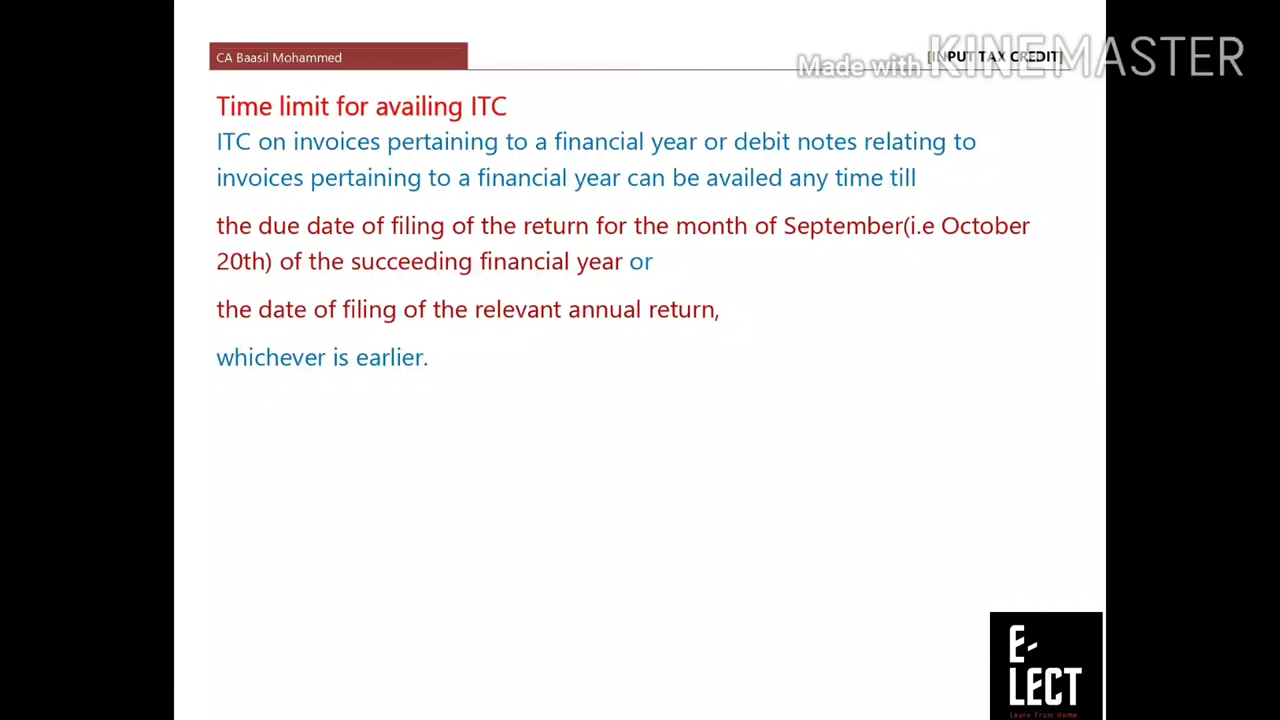 CA Baasil Mohammed
[INPUT TAX CREDIT]
Made with KINEMASTER
Time limit for availing ITC
ITC on invoices pertaining to a financial year or debit notes relating to
invoices pertaining to a financial year can be availed any time till
the due date of filing of the return for the month of September(i.e October
20th) of the succeeding financial year or
the date of filing of the relevant annual return,
whichever is earlier.
E-
LECT
Learn From Home